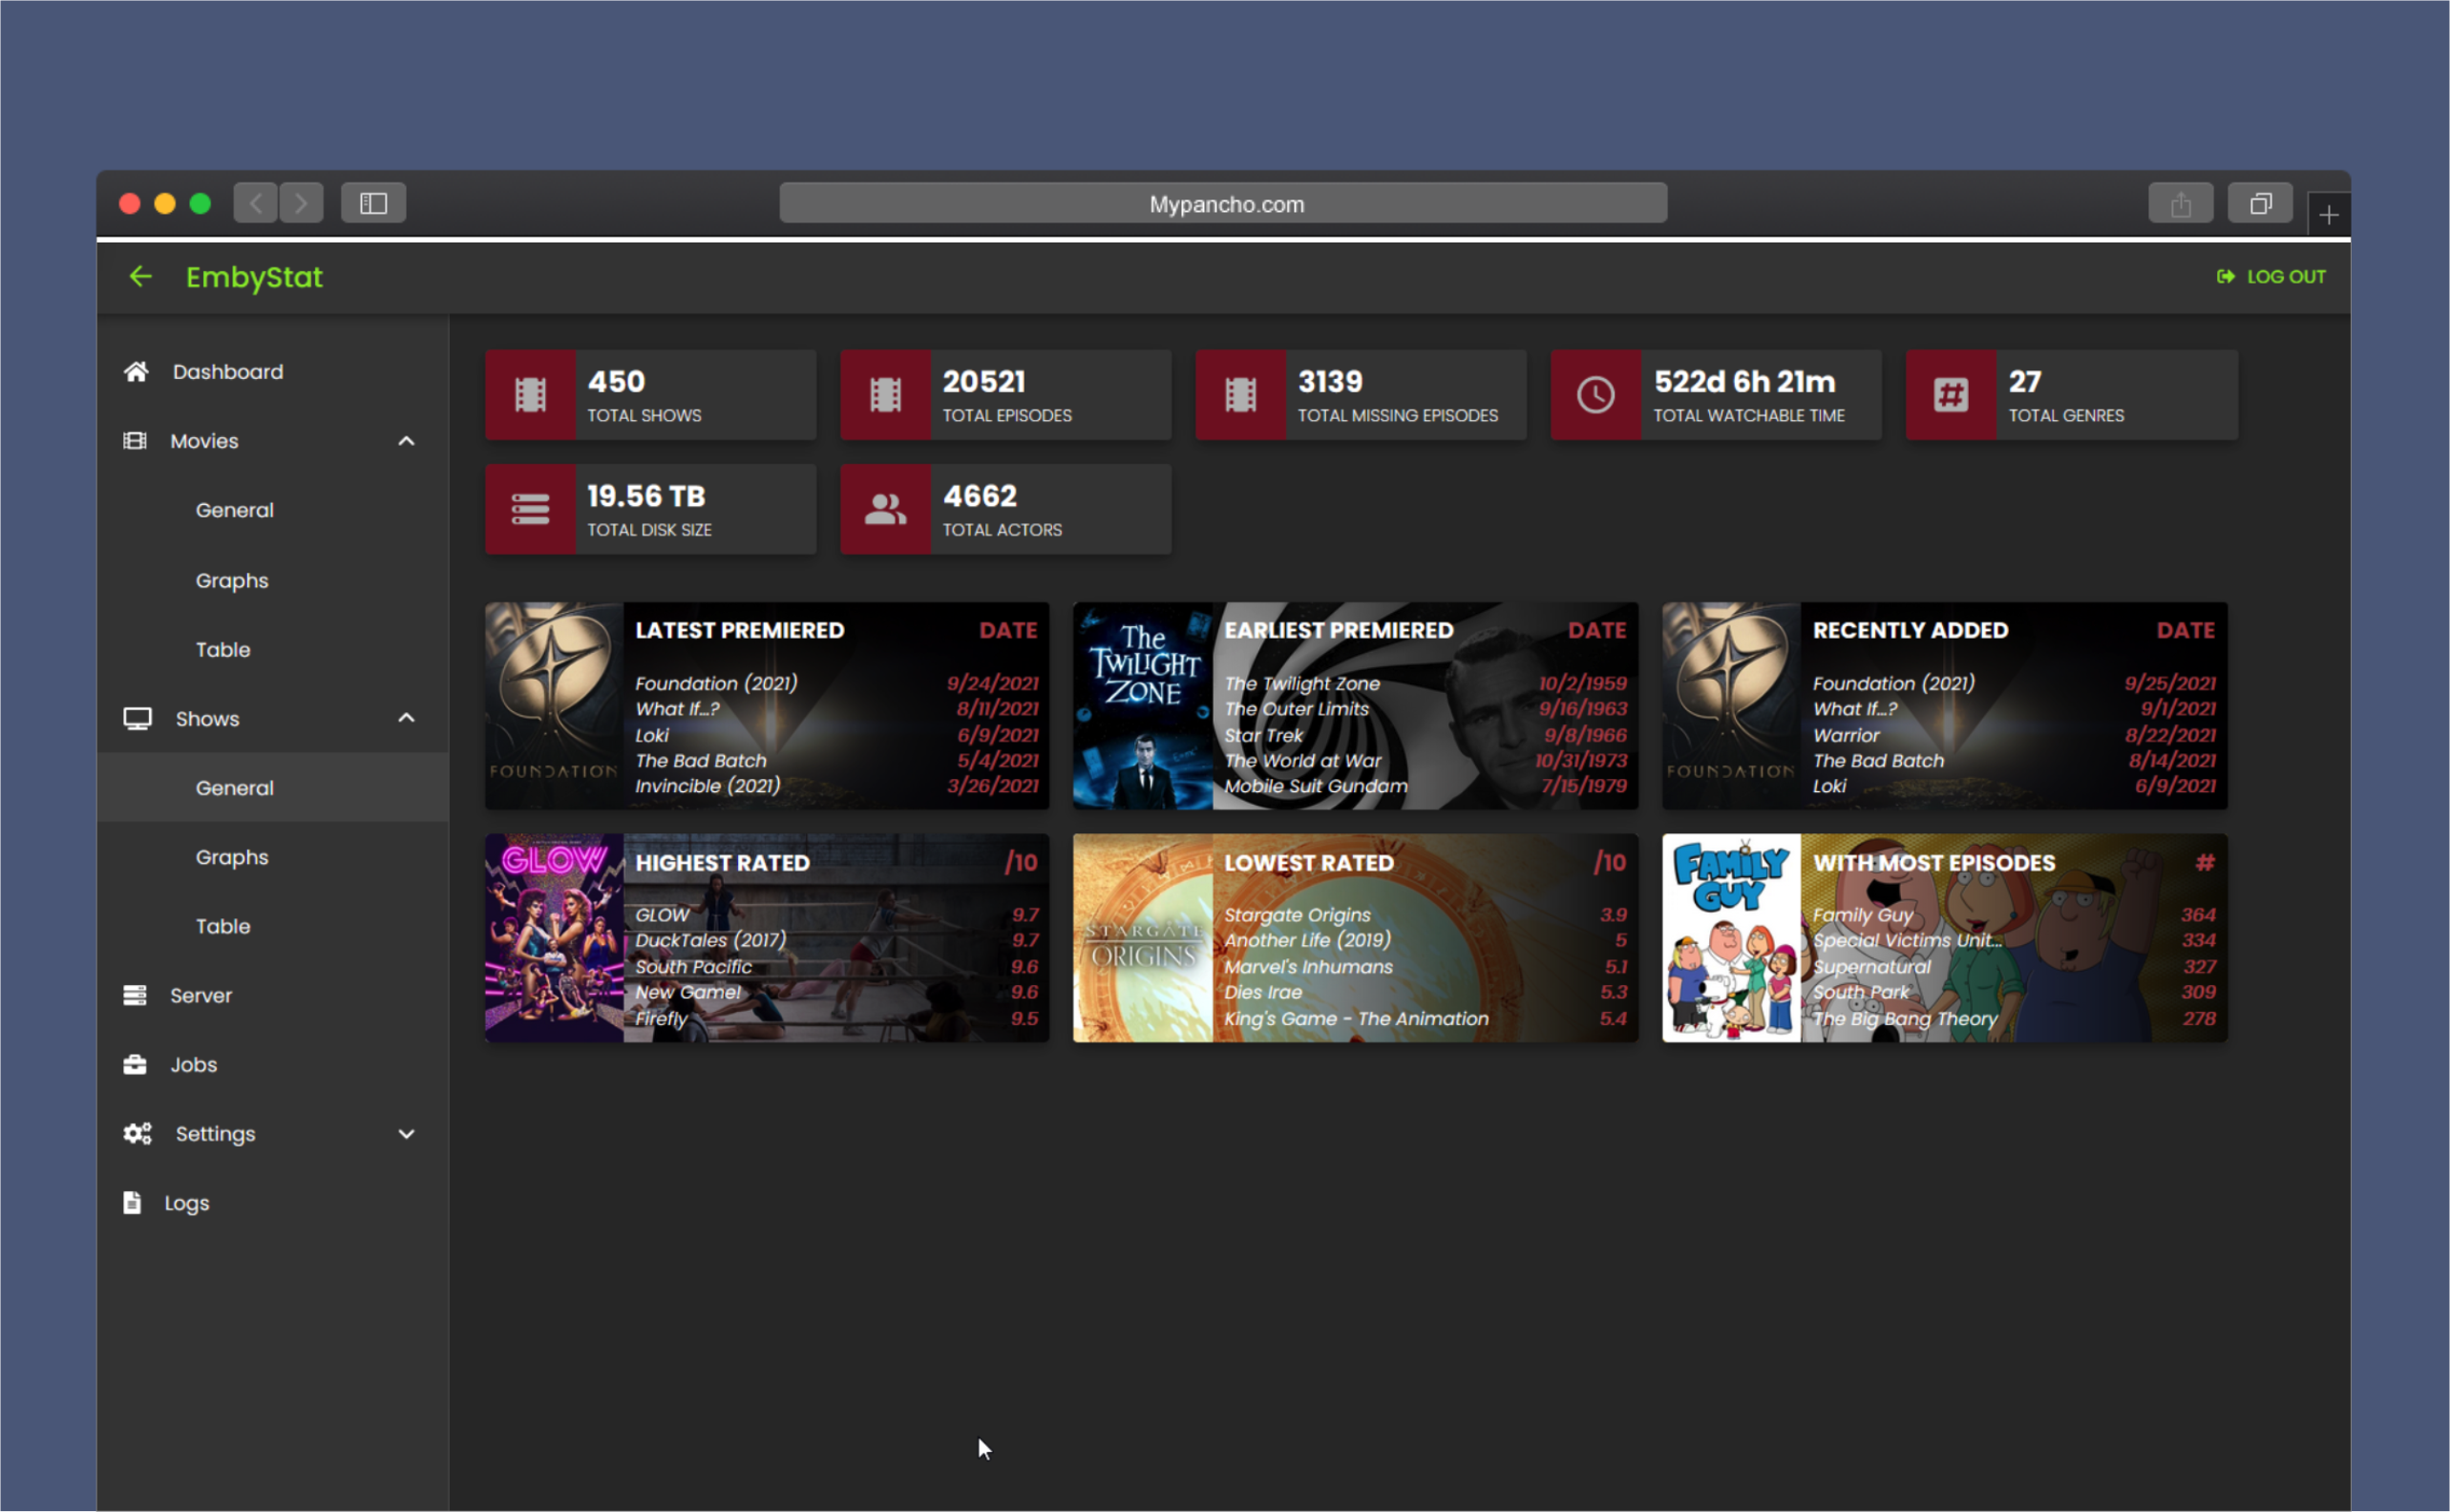 Mypancho.com
EmbyStat
LOG OUT
Dashboard
Movies
General
Graphs
Table
Shows
General
Graphs
Table
Server
Jobs
Settings
Logs
450
TOTAL SHOWS
20521
TOTAL EPISODES
3139
TOTAL MISSING EPISODES
522d 6h 21m
TOTAL WATCHABLE TIME
27
TOTAL GENRES
19.56 TB
TOTAL DISK SIZE
4662
TOTAL ACTORS
FOUNDATION
LATEST PREMIERED DATE
Foundation (2021) 9/24/2021
What If...? 8/11/2021
Loki 6/9/2021
The Bad Batch 5/4/2021
Invincible (2021) 3/26/2021
The
TWILIGHT
ZONE
EARLIEST PREMIERED DATE
The Twilight Zone 10/2/1959
The Outer Limits 9/16/1963
Star Trek 9/8/1966
The World at War 10/31/1973
Mobile Suit Gundam 7/15/1979
FOUNDATION
RECENTLY ADDED DATE
Foundation (2021) 9/25/2021
What If...? 9/1/2021
Warrior 8/22/2021
The Bad Batch 8/14/2021
Loki 6/9/2021
GLOW
HIGHEST RATED /10
GLOW 9.7
DuckTales (2017) 9.7
South Pacific 9.6
New Game! 9.6
Firefly 9.5
STARGATE
ORIGINS
LOWEST RATED /10
Stargate Origins 3.9
Another Life (2019) 5
Marvel's Inhumans 5.1
Dies Irae 5.3
King's Game - The Animation 5.4
FAMILY
GUY
WITH MOST EPISODES #
Family Guy 364
Special Victims Unit... 334
Supernatural 327
South Park 309
The Big Bang Theory 278